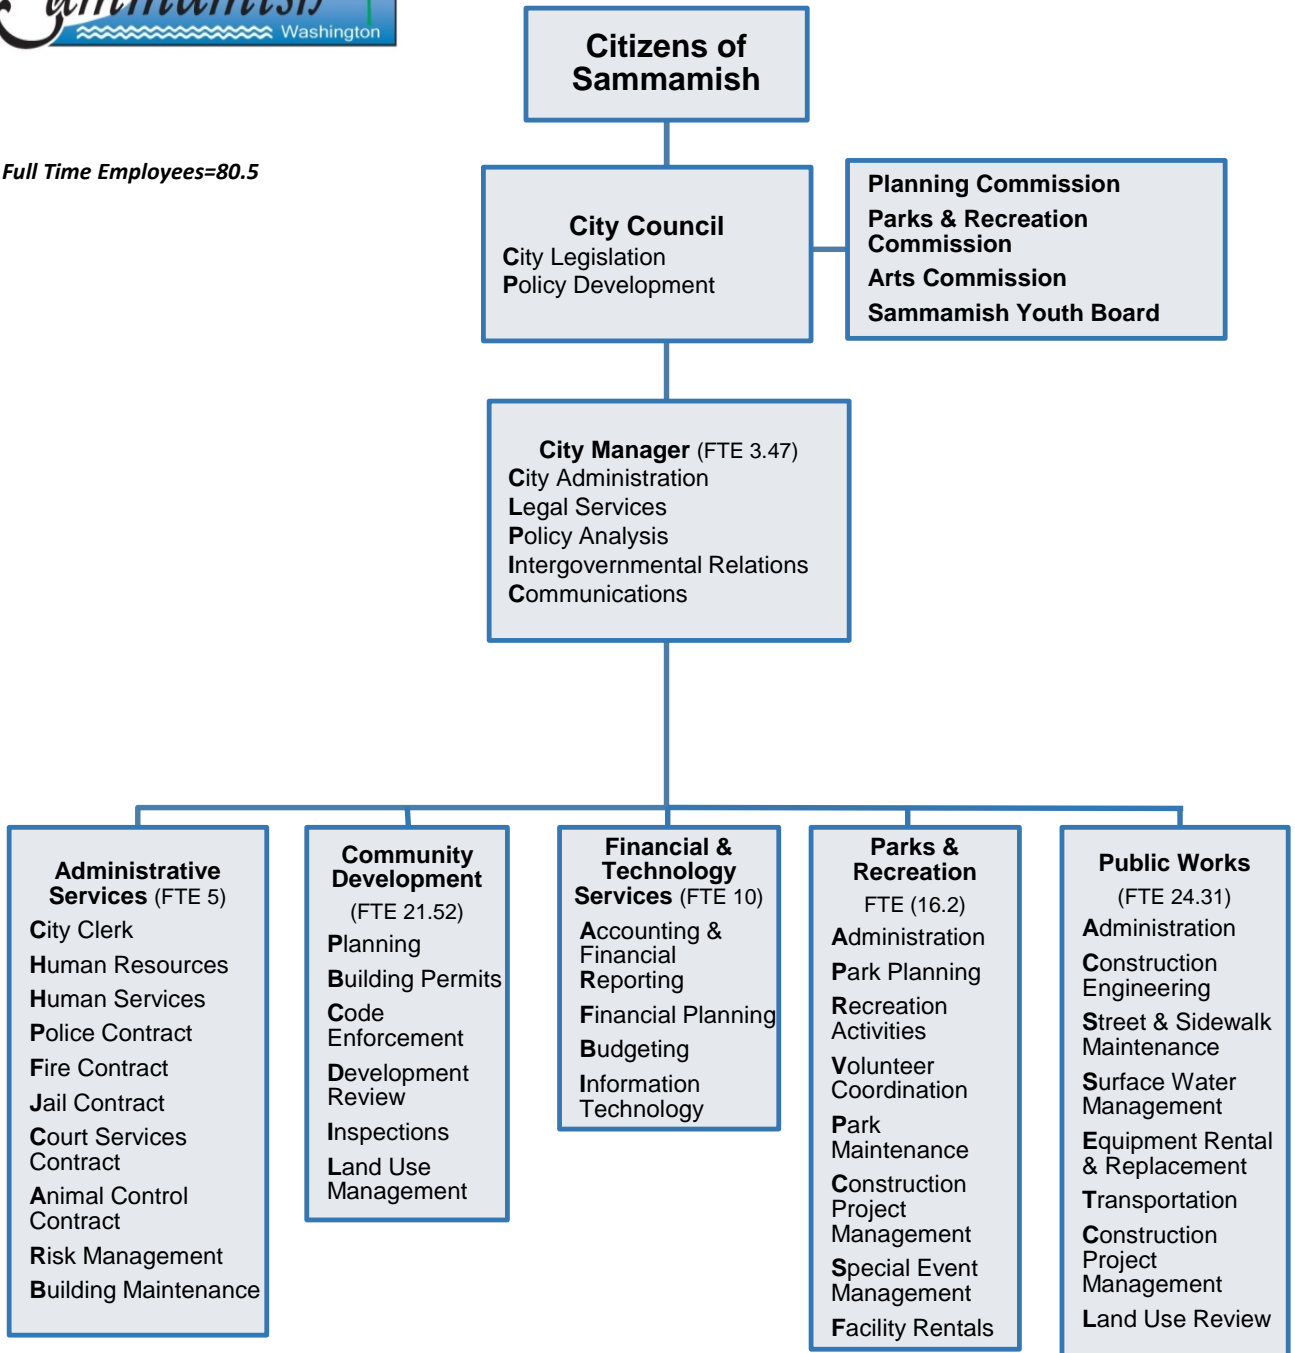 Washington
Citizens of
Sammamish
Full Time Employees=80.5
City Council
City Legislation
Policy Development
Planning Commission
Parks & Recreation
Commission
Arts Commission
Sammamish Youth Board
City Manager (FTE 3.47)
City Administration
Legal Services
Policy Analysis
Intergovernmental Relations
Communications
Administrative
Services (FTE 5)
City Clerk
Human Resources
Human Services
Police Contract
Fire Contract
Jail Contract
Court Services
Contract
Animal Control
Contract
Risk Management
Building Maintenance
Community
Development
(FTE 21.52)
Planning
Building Permits
Code
Enforcement
Development
Review
Inspections
Land Use
Management
Financial &
Technology
Services (FTE 10)
Accounting &
Financial
Reporting
Financial Planning
Budgeting
Information
Technology
Parks &
Recreation
FTE (16.2)
Administration
Park Planning
Recreation
Activities
Volunteer
Coordination
Park
Maintenance
Construction
Project
Management
Special Event
Management
Facility Rentals
Public Works
(FTE 24.31)
Administration
Construction
Engineering
Street & Sidewalk
Maintenance
Surface Water
Management
Equipment Rental
& Replacement
Transportation
Construction
Project
Management
Land Use Review